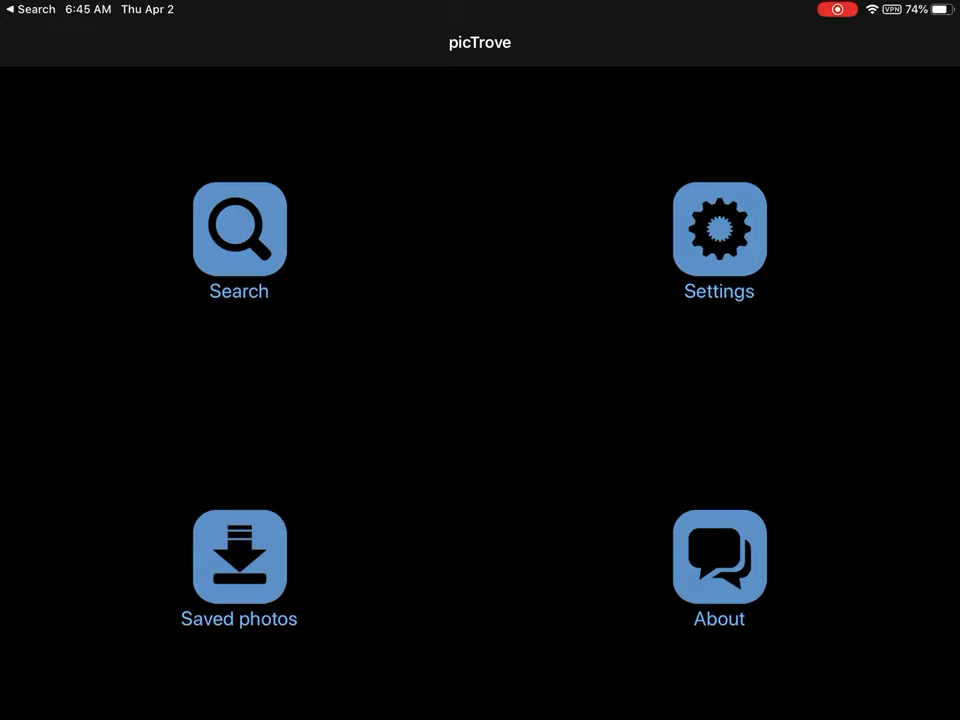 ◀ Search 6:45 AM Thu Apr 2 VPN 74%
picTrove
Search Settings
Saved photos About